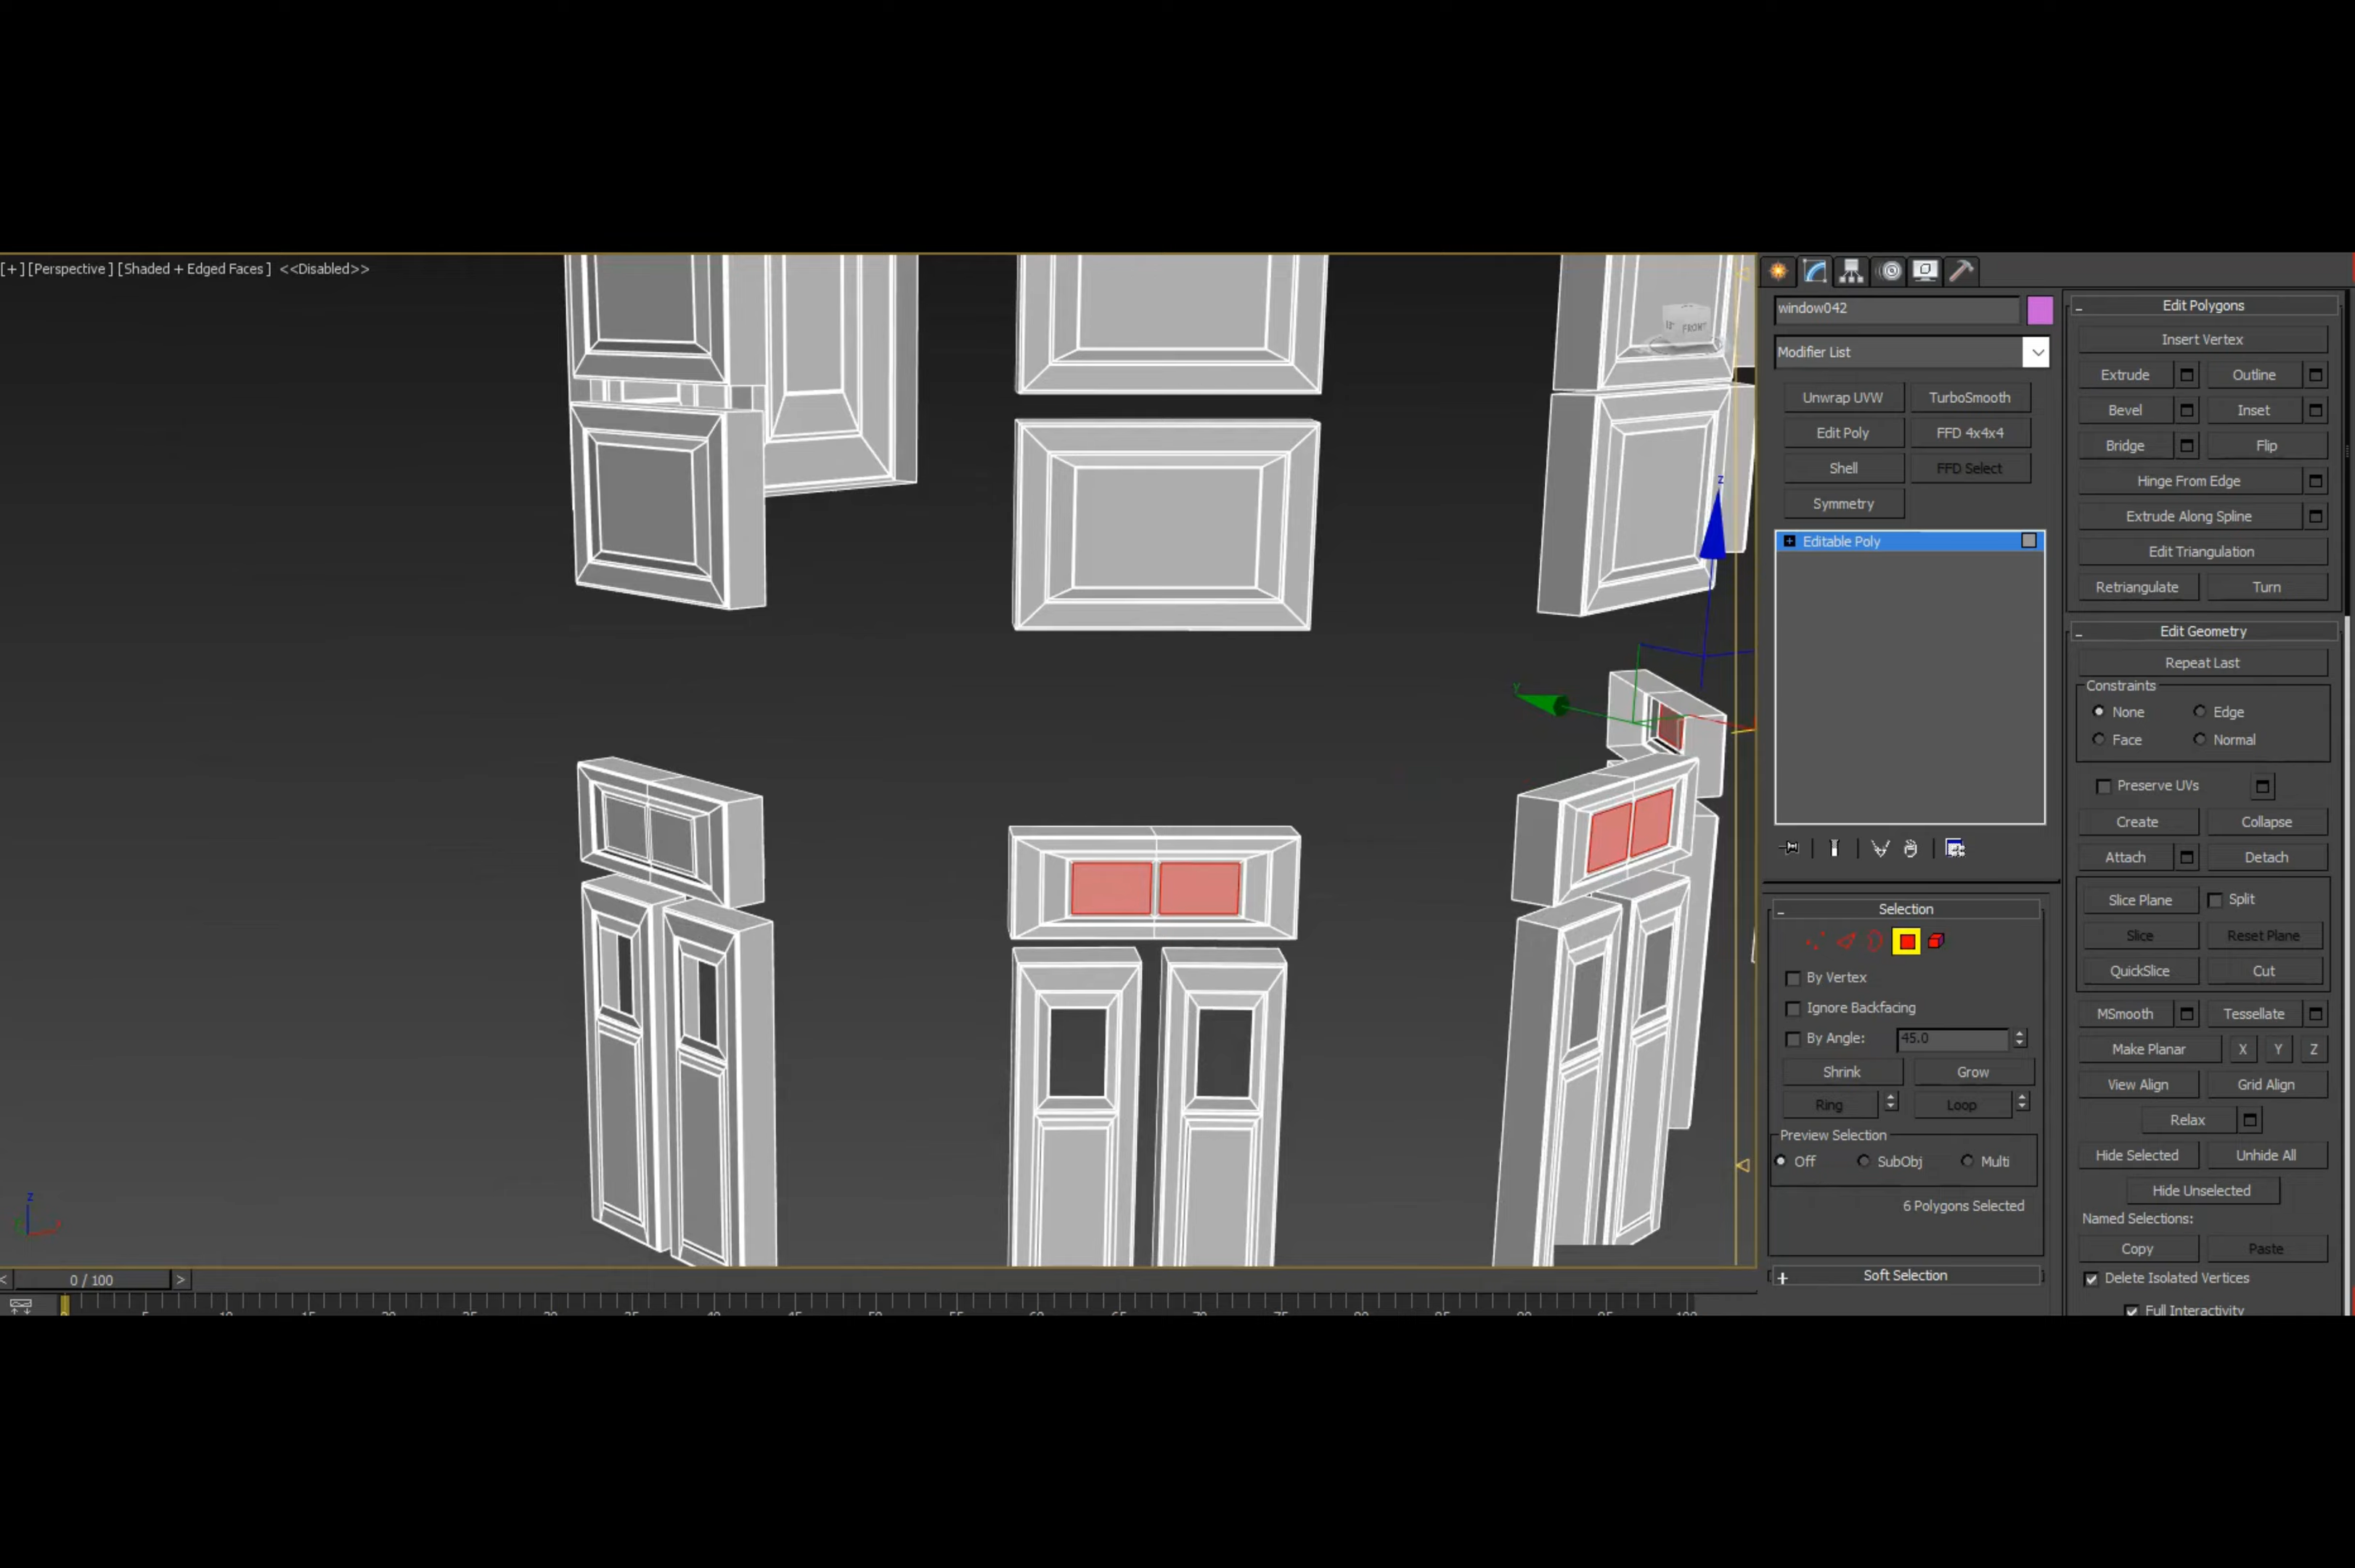 [+] [Perspective] [Shaded + Edged Faces] <<Disabled>>
FRONT
z
y
z
0 / 100
window042
Modifier List
Unwrap UVW TurboSmooth
Edit Poly FFD 4x4x4
Shell FFD Select
Symmetry
Editable Poly
Selection
By Vertex
Ignore Backfacing
By Angle: 45.0
Shrink Grow
Ring Loop
Preview Selection
Off SubObj Multi
6 Polygons Selected
Soft Selection
Edit Polygons
Insert Vertex
Extrude Outline
Bevel Inset
Bridge Flip
Hinge From Edge
Extrude Along Spline
Edit Triangulation
Retriangulate Turn
Edit Geometry
Repeat Last
Constraints
None Edge
Face Normal
Preserve UVs
Create Collapse
Attach Detach
Slice Plane Split
Slice Reset Plane
QuickSlice Cut
MSmooth Tessellate
Make Planar X Y Z
View Align Grid Align
Relax
Hide Selected Unhide All
Hide Unselected
Named Selections:
Copy Paste
Delete Isolated Vertices
Full Interactivity